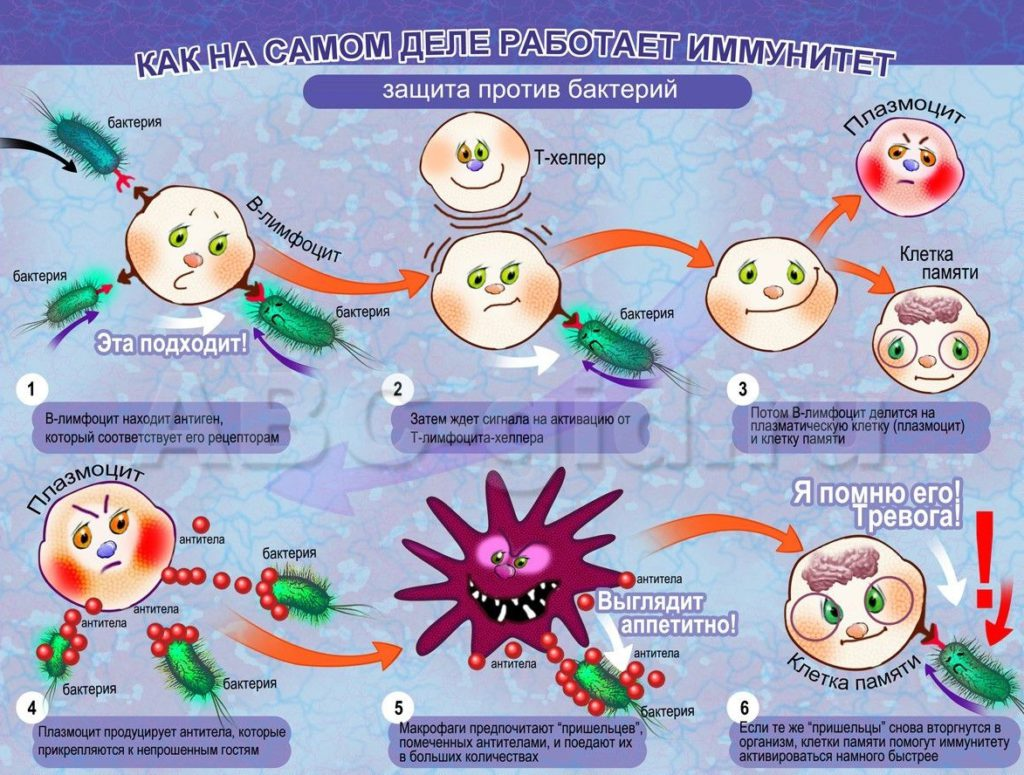 КАК НА САМОМ ДЕЛЕ РАБОТАЕТ ИММУНИТЕТ
защита против бактерий
бактерия
В-лимфоцит
бактерия
бактерия
Эта подходит!
1
В-лимфоцит находит антиген,
который соответствует его рецепторам
Т-хелпер
бактерия
2
Затем ждет сигнала на активацию от
Т-лимфоцита-хелпера
Плазмоцит
Клетка
памяти
3
Потом В-лимфоцит делится на
плазматическую клетку (плазмоцит)
и клетку памяти
ABC-gid.ru
Плазмоцит
антитела
бактерия
антитела
антитела
бактерия
бактерия
4
Плазмоцит продуцирует антитела, которые
прикрепляются к непрошенным гостям
антитела
Выглядит
аппетитно!
антитела
антитела
бактерия
5
Макрофаги предпочитают "пришельцев",
помеченных антителами, и поедают их
в больших количествах
Я помню его!
Тревога!
!
Клетка памяти
бактерия
6
Если те же "пришельцы" снова вторгнутся в
организм, клетки памяти помогут иммунитету
активироваться намного быстрее